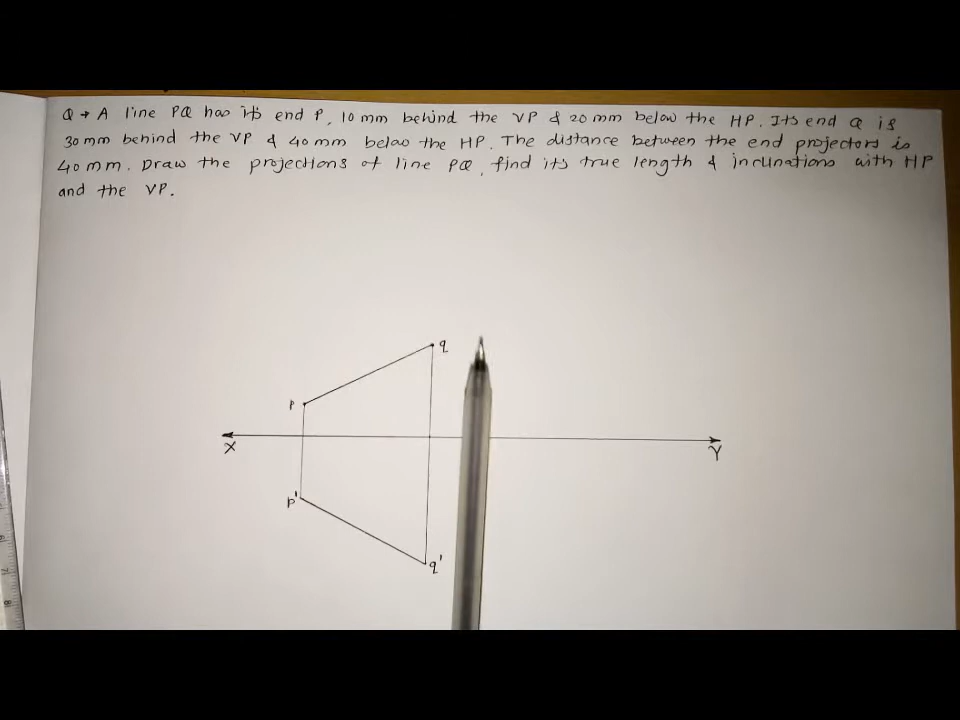 Q → A line PQ has its end P, 10 mm behind the VP & 20 mm below the HP. Its end Q is
30 mm behind the VP & 40 mm below the HP. The distance between the end projectors is
40 mm. Draw the projections of line PQ, find its true length & inclinations with HP
and the VP.
q
p
X
Y
p'
q'